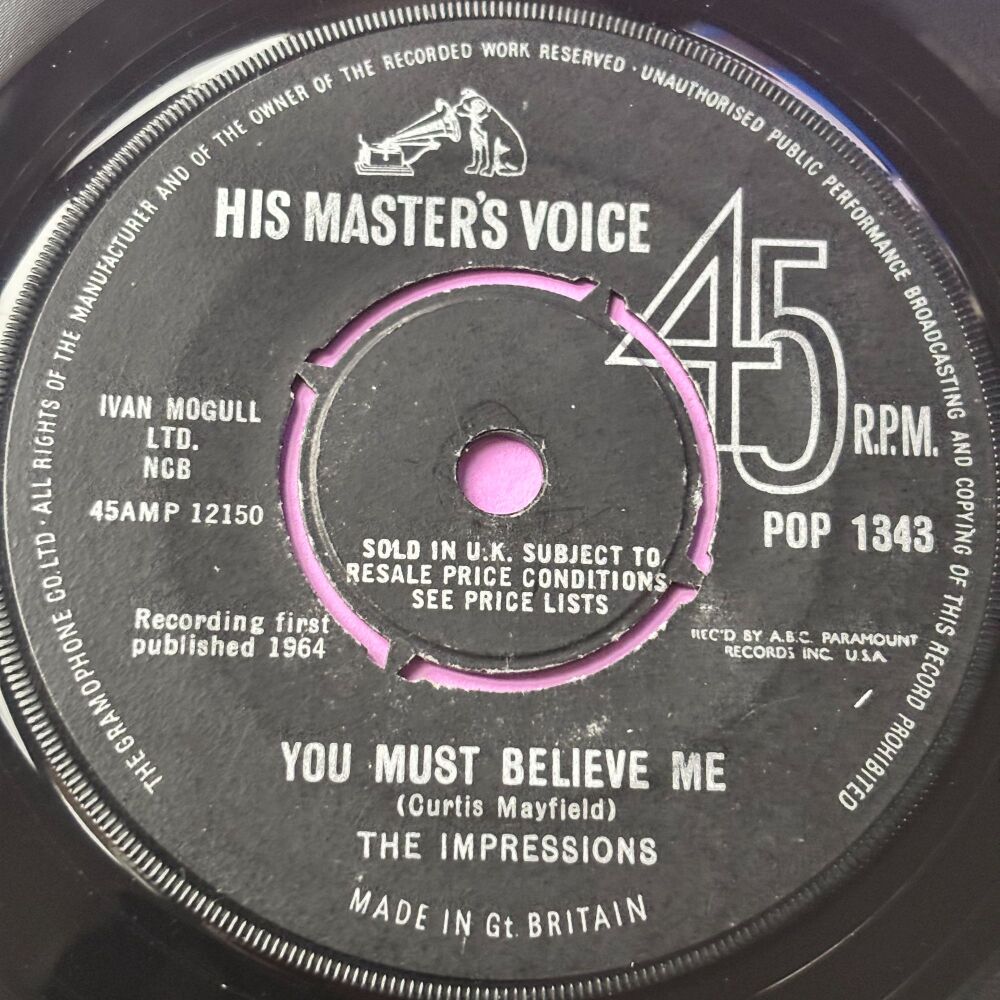 THE GRAMOPHONE CO. LTD · ALL RIGHTS OF THE MANUFACTURER AND OF THE OWNER OF THE RECORDED WORK RESERVED · UNAUTHORISED PUBLIC PERFORMANCE BROADCASTING AND COPYING OF THIS RECORD PROHIBITED
HIS MASTER'S VOICE
45
R.P.M.
IVAN MOGULL
LTD.
NCB
45AMP 12150
POP 1343
SOLD IN U.K. SUBJECT TO
RESALE PRICE CONDITIONS
SEE PRICE LISTS
Recording first
published 1964
REC'D BY A.B.C. PARAMOUNT
RECORDS INC. U.S.A.
YOU MUST BELIEVE ME
(Curtis Mayfield)
THE IMPRESSIONS
MADE IN Gt. BRITAIN